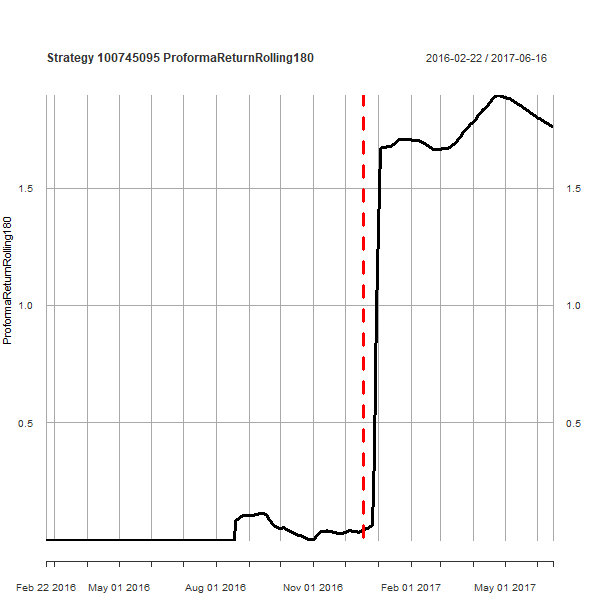 Strategy 100745095 ProformaReturnRolling180
2016-02-22 / 2017-06-16
ProformaReturnRolling180
1.5
1.5
1.0
1.0
0.5
0.5
Feb 22 2016
May 01 2016
Aug 01 2016
Nov 01 2016
Feb 01 2017
May 01 2017